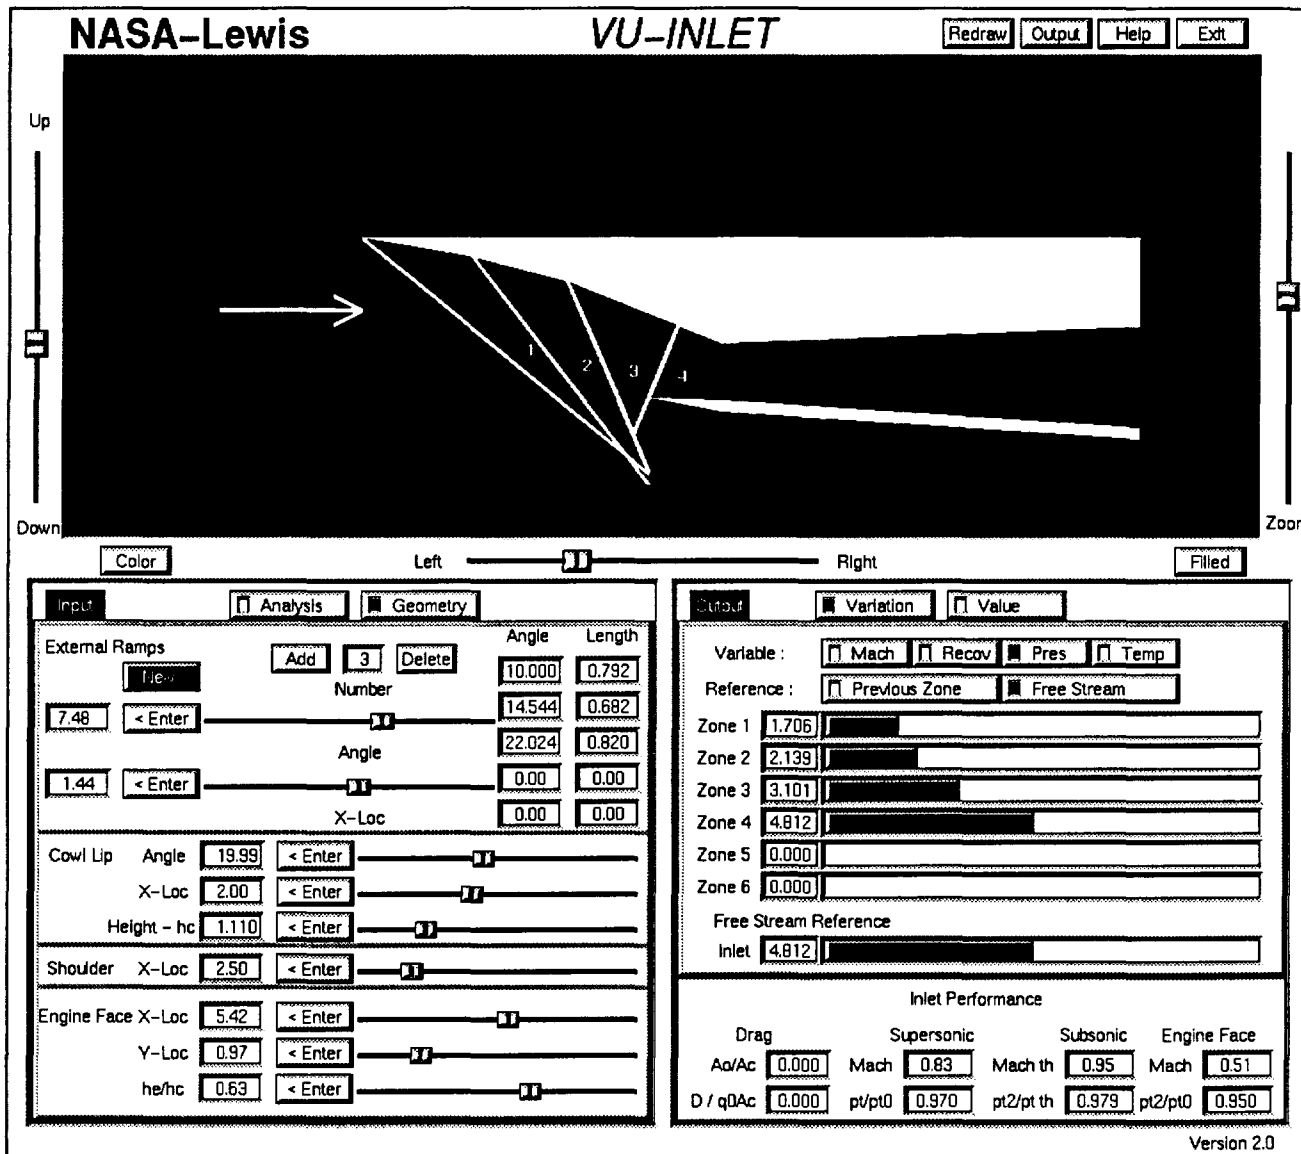 NASA-Lewis VU-INLET Redraw Output Help Exit
Up
1 2 3 4
Down Zoom
Color Left Right Filled
Input Analysis Geometry
External Ramps Angle Length
Add 3 Delete 10.000 0.792
New Number
7.48 < Enter 14.544 0.682
Angle 22.024 0.820
1.44 < Enter 0.00 0.00
X-Loc 0.00 0.00
Cowl Lip Angle 19.99 < Enter
X-Loc 2.00 < Enter
Height - hc 1.110 < Enter
Shoulder X-Loc 2.50 < Enter
Engine Face X-Loc 5.42 < Enter
Y-Loc 0.97 < Enter
he/hc 0.63 < Enter
Output Variation Value
Variable : Mach Recov Pres Temp
Reference : Previous Zone Free Stream
Zone 1 1.706
Zone 2 2.139
Zone 3 3.101
Zone 4 4.812
Zone 5 0.000
Zone 6 0.000
Free Stream Reference
Inlet 4.812
Inlet Performance
Drag Supersonic Subsonic Engine Face
Ao/Ac 0.000 Mach 0.83 Mach th 0.95 Mach 0.51
D / q0Ac 0.000 pt/pt0 0.970 pt2/pt th 0.979 pt2/pt0 0.950
Version 2.0